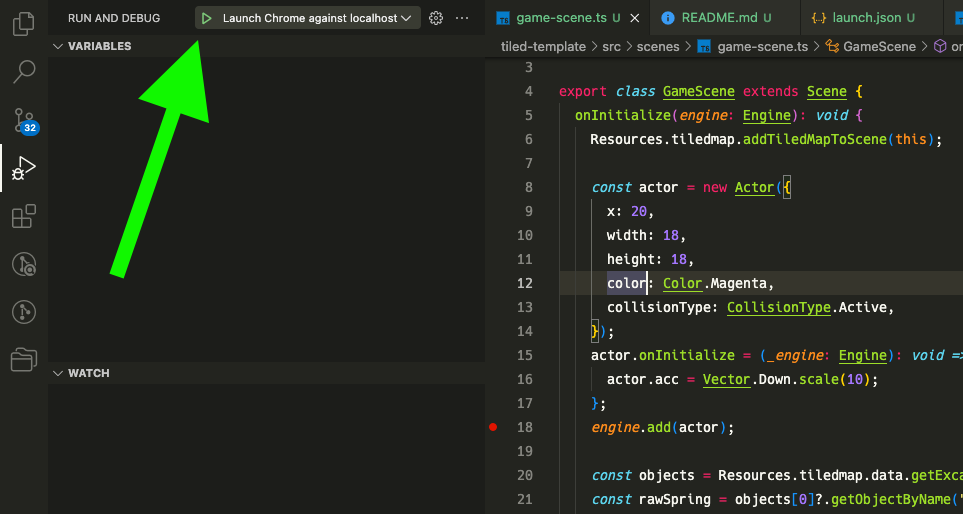 RUN AND DEBUG
Launch Chrome against localhost
VARIABLES
32
WATCH
game-scene.ts U
README.md U
{..} launch.json U
tiled-template > src > scenes > game-scene.ts > GameScene >
3
4 export class GameScene extends Scene {
5 onInitialize(engine: Engine): void {
6 Resources.tiledmap.addTiledMapToScene(this);
7
8 const actor = new Actor({
9 x: 20,
10 width: 18,
11 height: 18,
12 color: Color.Magenta,
13 collisionType: CollisionType.Active,
14 });
15 actor.onInitialize = (_engine: Engine): void =>
16 actor.acc = Vector.Down.scale(10);
17 };
18 engine.add(actor);
19
20 const objects = Resources.tiledmap.data.getExca
21 const rawSpring = objects[0]?.getObjectByName("